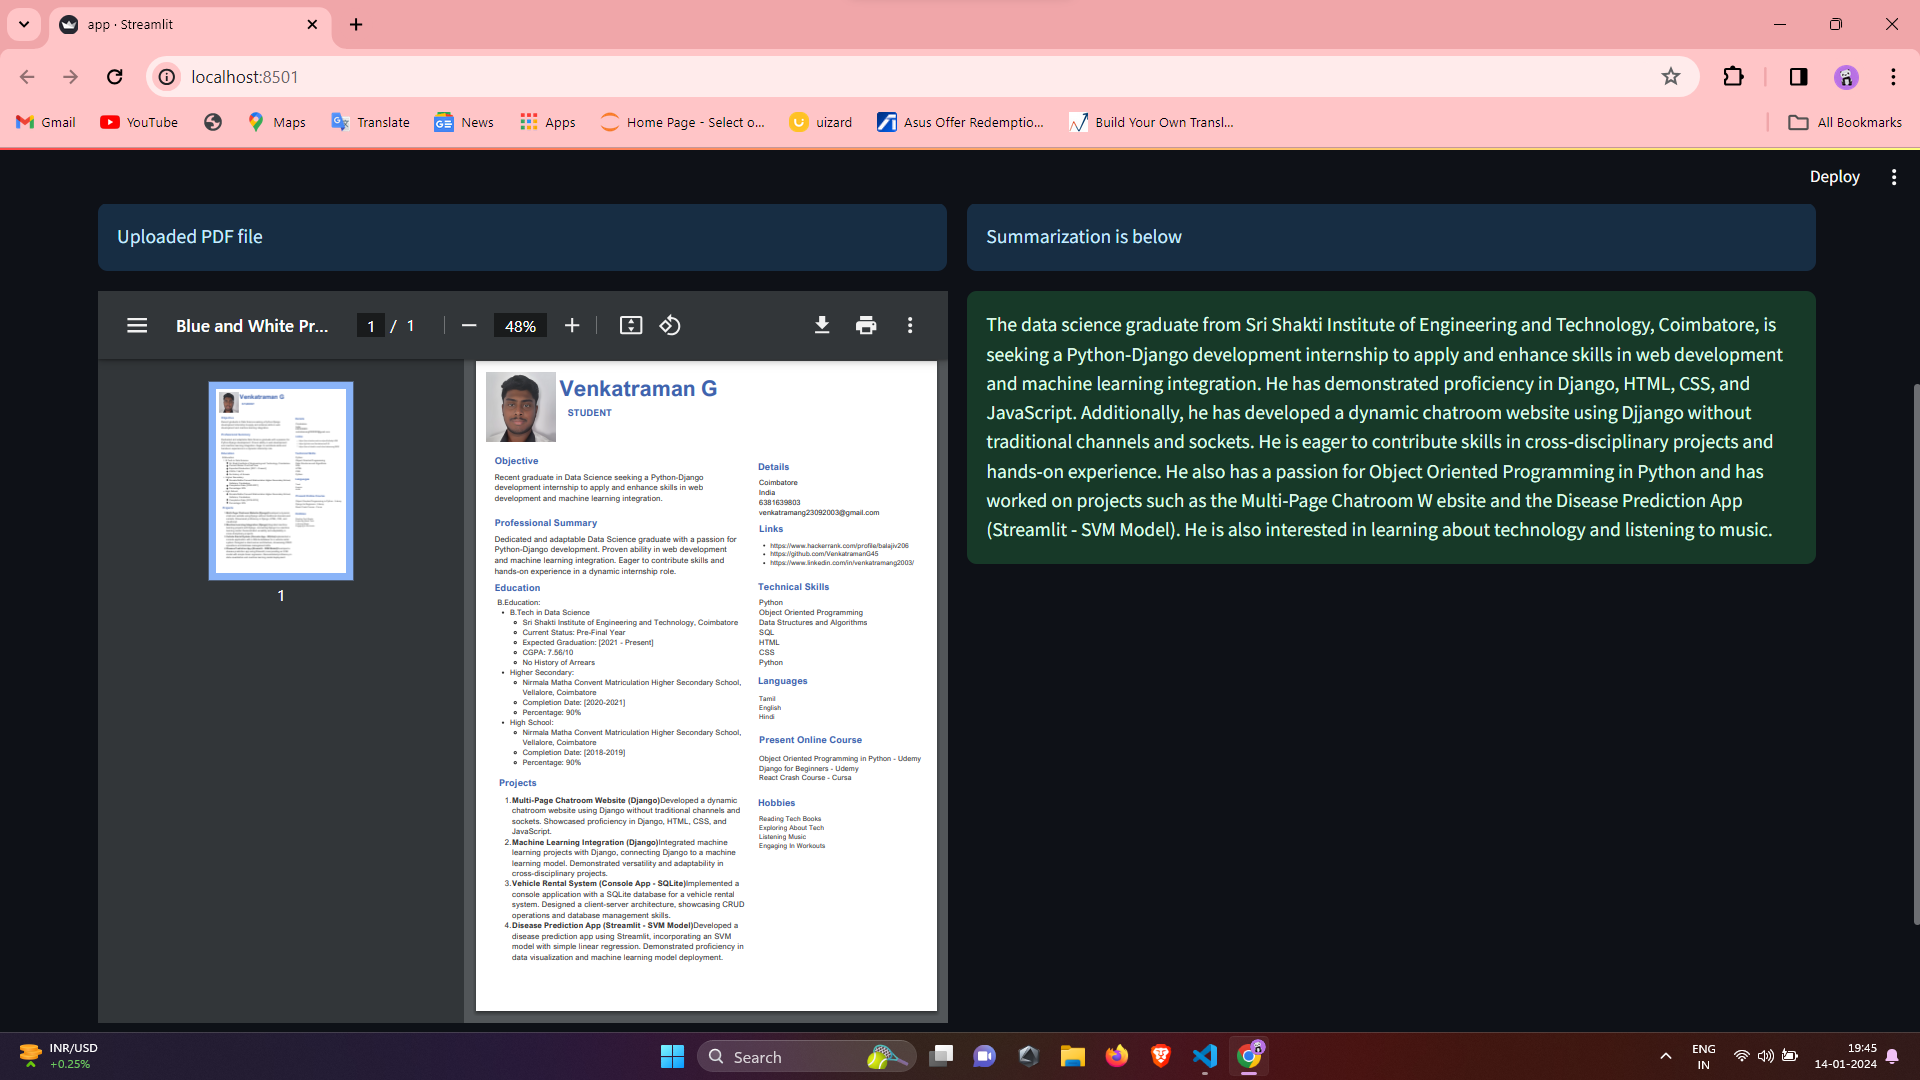 app · Streamlit
localhost:8501
Gmail
YouTube
Maps
Translate
News
Apps
Home Page - Select o...
uizard
Asus Offer Redemptio...
Build Your Own Transl...
All Bookmarks
Deploy
Uploaded PDF file
Blue and White Pr...
1 / 1
48%
1
Venkatraman G
STUDENT
Objective
Recent graduate in Data Science seeking a Python-Django
development internship to apply and enhance skills in web
development and machine learning integration.
Professional Summary
Dedicated and adaptable Data Science graduate with a passion for
Python-Django development. Proven ability in web development
and machine learning integration. Eager to contribute skills and
hands-on experience in a dynamic internship role.
Education
B.Education:
B.Tech in Data Science
Sri Shakti Institute of Engineering and Technology, Coimbatore
Current Status: Pre-Final Year
Expected Graduation: [2021 - Present]
CGPA: 7.56/10
No History of Arrears
Higher Secondary:
Nirmala Matha Convent Matriculation Higher Secondary School,
Vellalore, Coimbatore
Completion Date: [2020-2021]
Percentage: 90%
High School:
Nirmala Matha Convent Matriculation Higher Secondary School,
Vellalore, Coimbatore
Completion Date: [2018-2019]
Percentage: 90%
Projects
1.Multi-Page Chatroom Website (Django)Developed a dynamic
chatroom website using Django without traditional channels and
sockets. Showcased proficiency in Django, HTML, CSS, and
JavaScript.
2.Machine Learning Integration (Django)Integrated machine
learning projects with Django, connecting Django to a machine
learning model. Demonstrated versatility and adaptability in
cross-disciplinary projects.
3.Vehicle Rental System (Console App - SQLite)Implemented a
console application with a SQLite database for a vehicle rental
system. Designed a client-server architecture, showcasing CRUD
operations and database management skills.
4.Disease Prediction App (Streamlit - SVM Model)Developed a
disease prediction app using Streamlit, incorporating an SVM
model with simple linear regression. Demonstrated proficiency in
data visualization and machine learning model deployment.
Details
Coimbatore
India
6381639803
venkatramang23092003@gmail.com
Links
https://www.hackerrank.com/profile/balajiv206
https://github.com/VenkatramanG45
https://www.linkedin.com/in/venkatramang2003/
Technical Skills
Python
Object Oriented Programming
Data Structures and Algorithms
SQL
HTML
CSS
Python
Languages
Tamil
English
Hindi
Present Online Course
Object Oriented Programming in Python - Udemy
Django for Beginners - Udemy
React Crash Course - Cursa
Hobbies
Reading Tech Books
Exploring About Tech
Listening Music
Engaging In Workouts
Summarization is below
The data science graduate from Sri Shakti Institute of Engineering and Technology, Coimbatore, is
seeking a Python-Django development internship to apply and enhance skills in web development
and machine learning integration. He has demonstrated proficiency in Django, HTML, CSS, and
JavaScript. Additionally, he has developed a dynamic chatroom website using Djjango without
traditional channels and sockets. He is eager to contribute skills in cross-disciplinary projects and
hands-on experience. He also has a passion for Object Oriented Programming in Python and has
worked on projects such as the Multi-Page Chatroom W ebsite and the Disease Prediction App
(Streamlit - SVM Model). He is also interested in learning about technology and listening to music.
INR/USD
+0.25%
Search
ENG
IN
19:45
14-01-2024